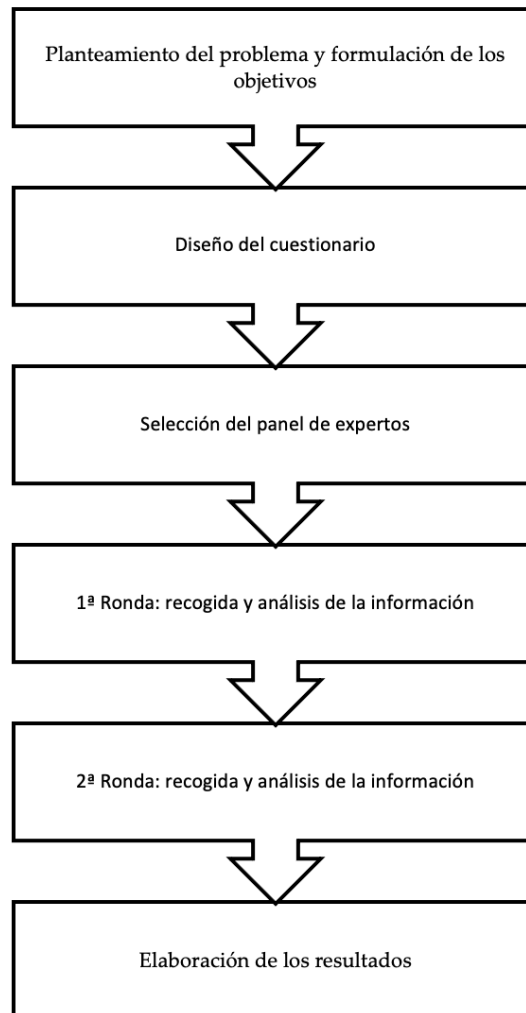 Planteamiento del problema y formulación de los
objetivos
Diseño del cuestionario
Selección del panel de expertos
1ª Ronda: recogida y análisis de la información
2ª Ronda: recogida y análisis de la información
Elaboración de los resultados